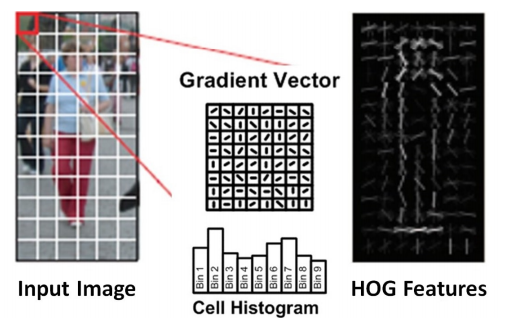 Gradient Vector
Bin 1
Bin 2
Bin 3
Bin 4
Bin 5
Bin 6
Bin 7
Bin 8
Bin 9
Input Image
Cell Histogram
HOG Features